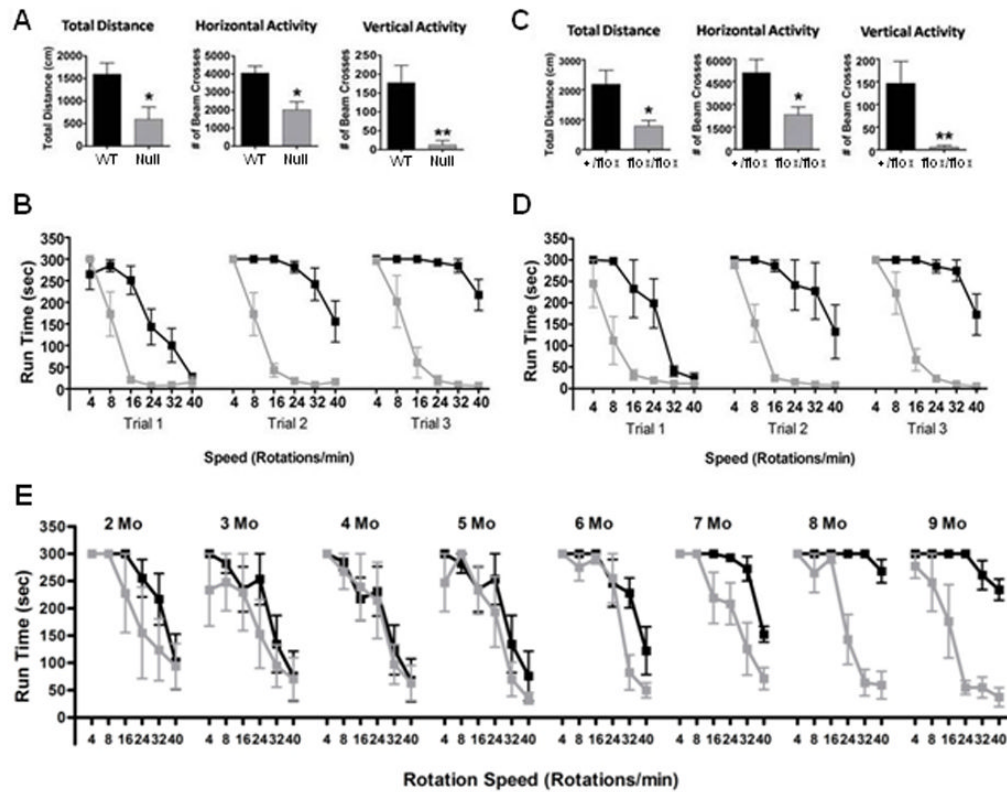 A
Total Distance
Horizontal Activity
Vertical Activity
Total Distance (cm)
2000
1500
1000
500
0
*
WT Null
# of Beam Crosses
5000
4000
3000
2000
1000
0
*
WT Null
# of Beam Crosses
250
200
150
100
50
0
**
WT Null
C
Total Distance
Horizontal Activity
Vertical Activity
Total Distance (cm)
3000
2000
1000
0
*
+/flox flox/flox
# of Beam Crosses
6000
4500
3000
1500
0
*
+/flox flox/flox
# of Beam Crosses
200
150
100
50
0
**
+/flox flox/flox
B
Run Time (sec)
350
300
250
200
150
100
50
0
4 8 16 24 32 40 4 8 16 24 32 40 4 8 16 24 32 40
Trial 1 Trial 2 Trial 3
Speed (Rotations/min)
D
Run Time (sec)
350
300
250
200
150
100
50
0
4 8 16 24 32 40 4 8 16 24 32 40 4 8 16 24 32 40
Trial 1 Trial 2 Trial 3
Speed (Rotations/min)
E
2 Mo 3 Mo 4 Mo 5 Mo 6 Mo 7 Mo 8 Mo 9 Mo
Run Time (sec)
350
300
250
200
150
100
50
0
4 8 16 24 32 40 4 8 16 24 32 40 4 8 16 24 32 40 4 8 16 24 32 40 4 8 16 24 32 40 4 8 16 24 32 40 4 8 16 24 32 40 4 8 16 24 32 40
Rotation Speed (Rotations/min)